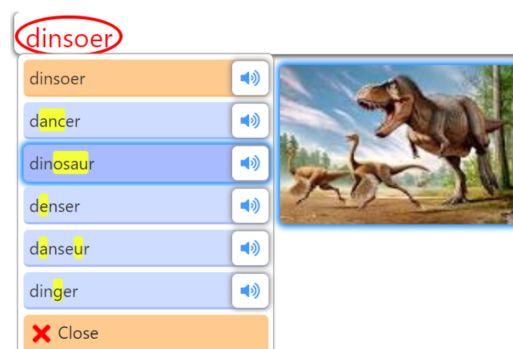 dinsoer
dinsoer
dancer
dinosaur
denser
danseur
dinger
Close